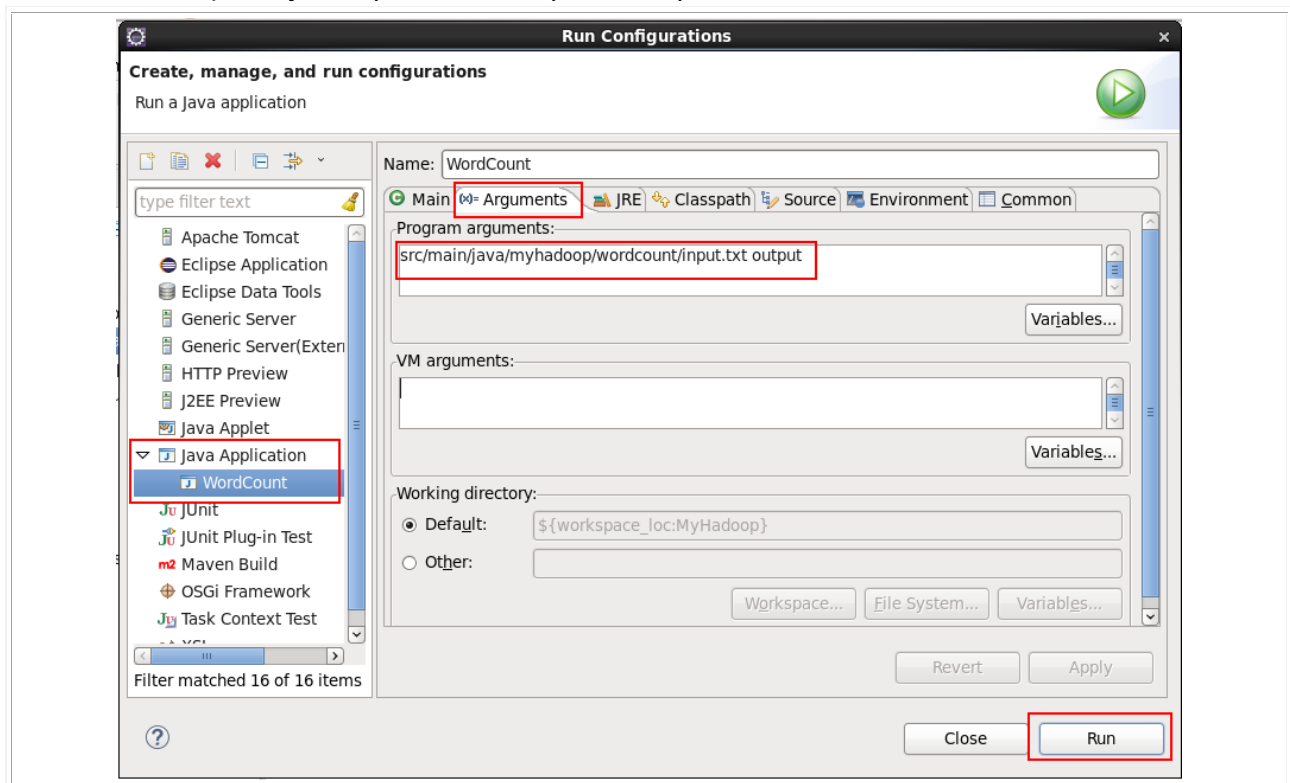 Run Configurations
Create, manage, and run configurations
Run a Java application
type filter text
Apache Tomcat
Eclipse Application
Eclipse Data Tools
Generic Server
Generic Server(Extern
HTTP Preview
J2EE Preview
Java Applet
Java Application
WordCount
JUnit
JUnit Plug-in Test
Maven Build
OSGi Framework
Task Context Test
XSL
Filter matched 16 of 16 items
Name: WordCount
Main (x)= Arguments JRE Classpath Source Environment Common
Program arguments:
src/main/java/myhadoop/wordcount/input.txt output
Variables...
VM arguments:
Variables...
Working directory:
Default: ${workspace_loc:MyHadoop}
Other:
Workspace... File System... Variables...
Revert Apply
Close Run